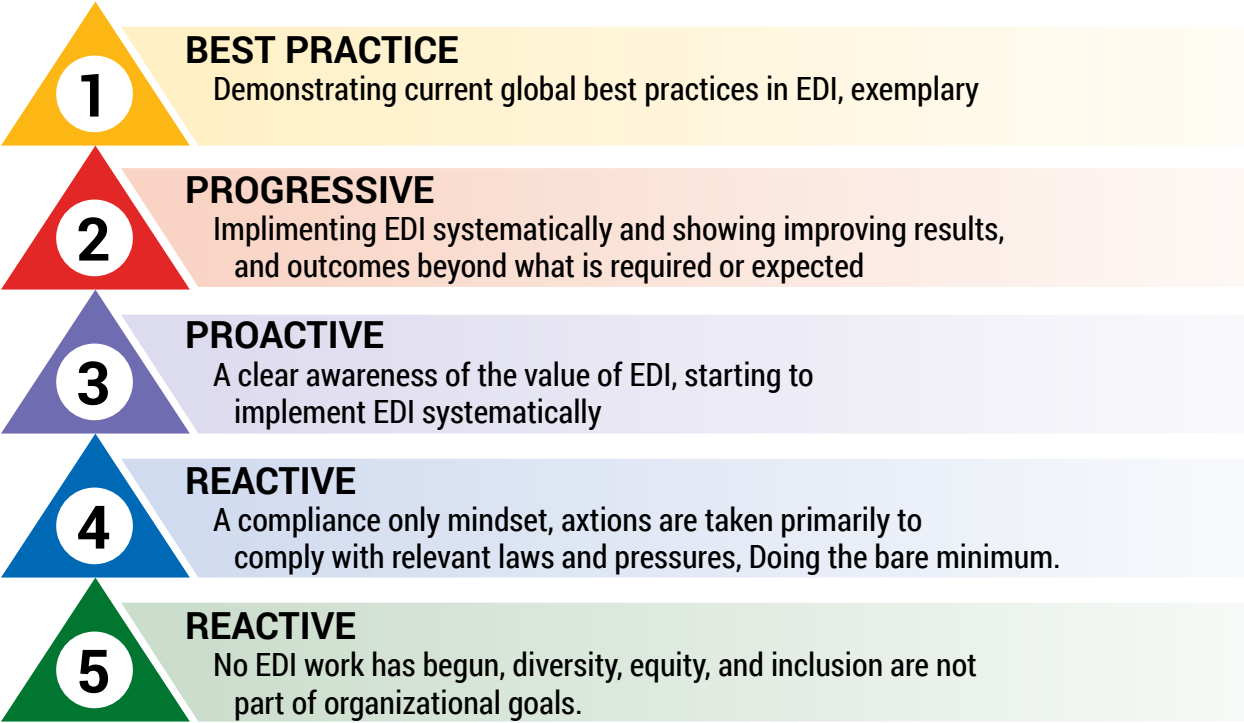 1
BEST PRACTICE
Demonstrating current global best practices in EDI, exemplary
2
PROGRESSIVE
Implimenting EDI systematically and showing improving results,
and outcomes beyond what is required or expected
3
PROACTIVE
A clear awareness of the value of EDI, starting to
implement EDI systematically
4
REACTIVE
A compliance only mindset, axtions are taken primarily to
comply with relevant laws and pressures, Doing the bare minimum.
5
REACTIVE
No EDI work has begun, diversity, equity, and inclusion are not
part of organizational goals.